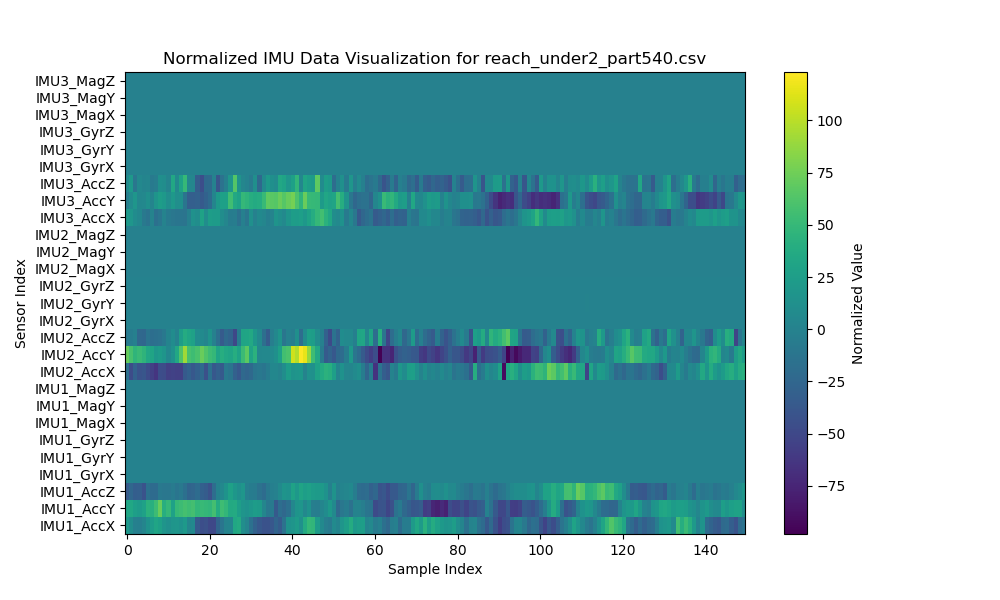 Normalized IMU Data Visualization for reach_under2_part540.csv
IMU3_MagZ
IMU3_MagY
IMU3_MagX
IMU3_GyrZ
IMU3_GyrY
IMU3_GyrX
IMU3_AccZ
IMU3_AccY
IMU3_AccX
IMU2_MagZ
IMU2_MagY
IMU2_MagX
IMU2_GyrZ
IMU2_GyrY
IMU2_GyrX
IMU2_AccZ
IMU2_AccY
IMU2_AccX
IMU1_MagZ
IMU1_MagY
IMU1_MagX
IMU1_GyrZ
IMU1_GyrY
IMU1_GyrX
IMU1_AccZ
IMU1_AccY
IMU1_AccX
Sensor Index
0 20 40 60 80 100 120 140
Sample Index
100
75
50
25
0
−25
−50
−75
Normalized Value